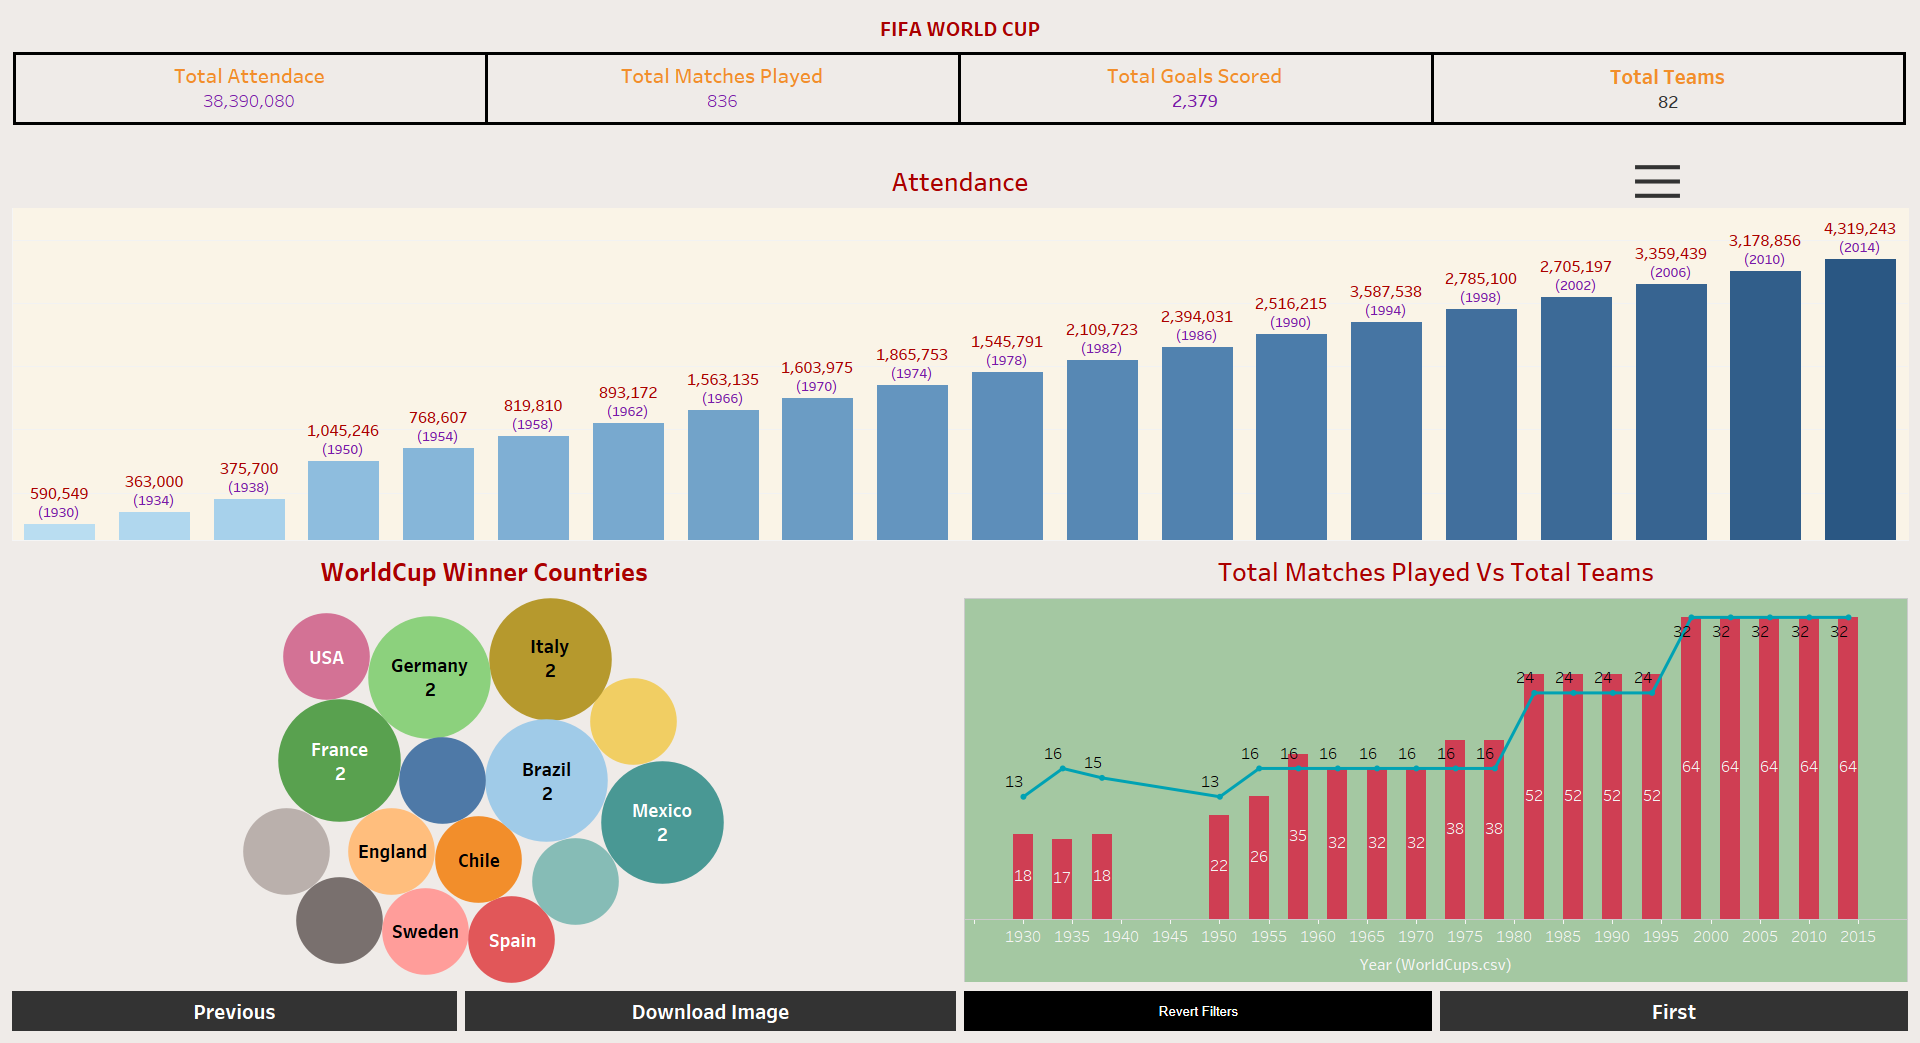 FIFA WORLD CUP
Total Attendace
38,390,080
Total Matches Played
836
Total Goals Scored
2,379
Total Teams
82
Attendance
590,549
(1930)
363,000
(1934)
375,700
(1938)
1,045,246
(1950)
768,607
(1954)
819,810
(1958)
893,172
(1962)
1,563,135
(1966)
1,603,975
(1970)
1,865,753
(1974)
1,545,791
(1978)
2,109,723
(1982)
2,394,031
(1986)
2,516,215
(1990)
3,587,538
(1994)
2,785,100
(1998)
2,705,197
(2002)
3,359,439
(2006)
3,178,856
(2010)
4,319,243
(2014)
WorldCup Winner Countries
USA
Germany
2
Italy
2
France
2
Brazil
2
Mexico
2
England
Chile
Sweden
Spain
Total Matches Played Vs Total Teams
13 16 15 13 16 16 16 16 16 16 16 24 24 24 24 32 32 32 32 32
18 17 18 22 26 35 32 32 32 38 38 52 52 52 52 64 64 64 64 64
1930 1935 1940 1945 1950 1955 1960 1965 1970 1975 1980 1985 1990 1995 2000 2005 2010 2015
Year (WorldCups.csv)
Previous
Download Image
Revert Filters
First